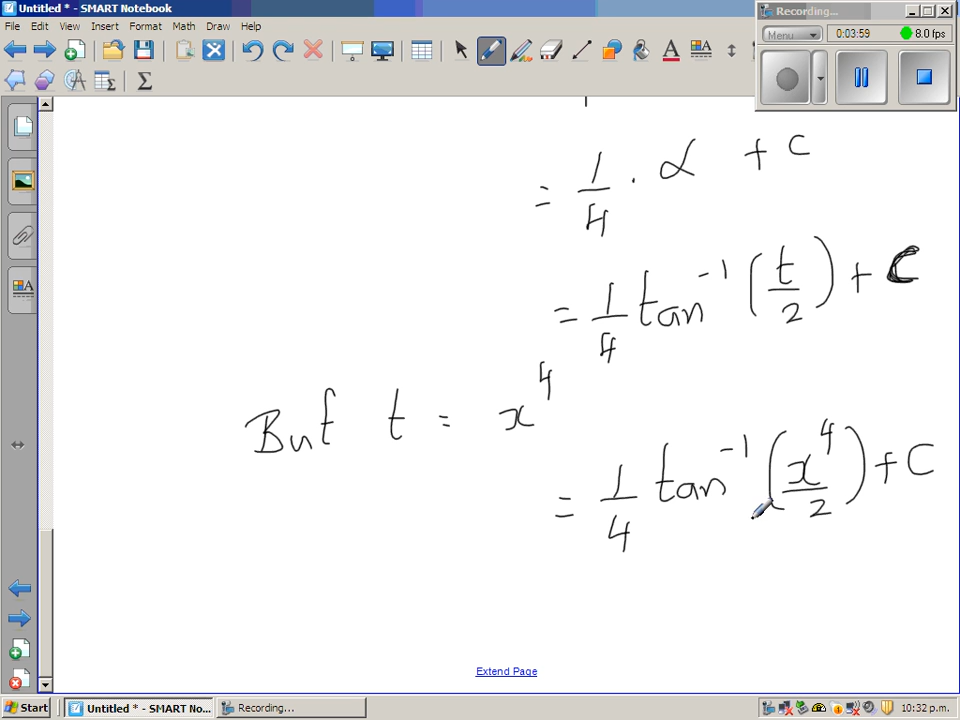 Untitled * - SMART Notebook
File Edit View Insert Format Math Draw Help
Recording...
Menu 0:03:59 8.0 fps
= 1/4 . α + C
= 1/4 tan⁻¹ (t/2) + C
But t = x⁴
= 1/4 tan⁻¹ (x⁴/2) + C
Extend Page
Start Untitled * - SMART No... Recording... 10:32 p.m.